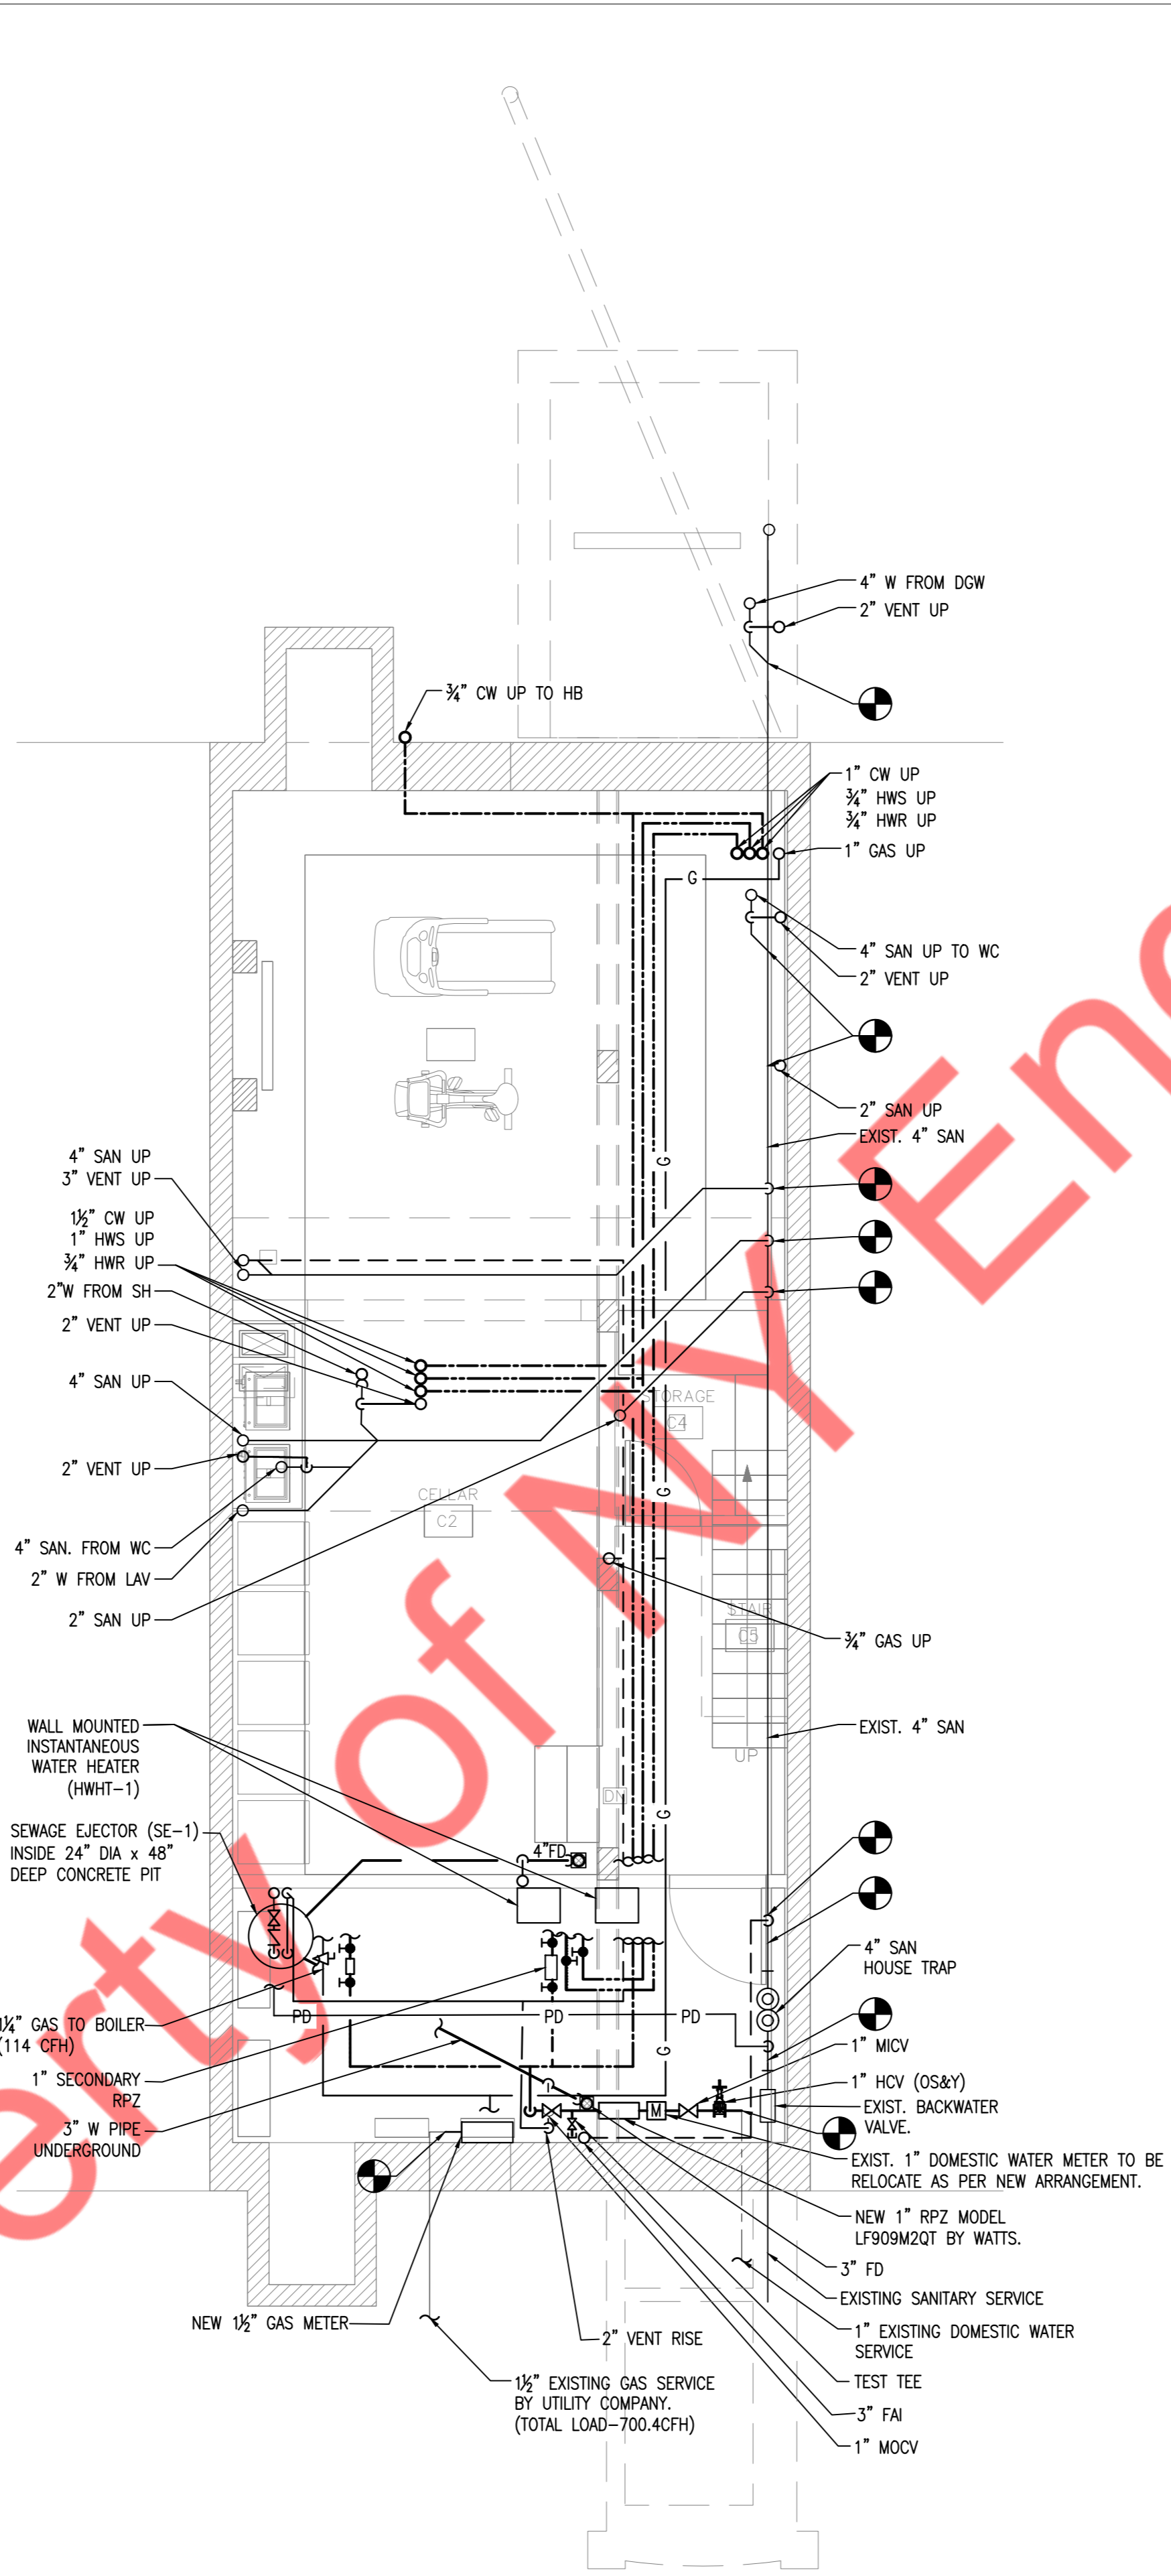 4" W FROM DGW
2" VENT UP
¾" CW UP TO HB
1" CW UP
¾" HWS UP
¾" HWR UP
1" GAS UP
G
4" SAN UP TO WC
2" VENT UP
2" SAN UP
EXIST. 4" SAN
G
4" SAN UP
3" VENT UP
1½" CW UP
1" HWS UP
¾" HWR UP
2"W FROM SH
2" VENT UP
4" SAN UP
STORAGE
C4
2" VENT UP
CELLAR
C2
G
4" SAN. FROM WC
2" W FROM LAV
2" SAN UP
STAIR
C5
¾" GAS UP
WALL MOUNTED
INSTANTANEOUS
WATER HEATER
(HWHT-1)
EXIST. 4" SAN
UP
DN
G
SEWAGE EJECTOR (SE-1)
INSIDE 24" DIA x 48"
DEEP CONCRETE PIT
4"FD
4" SAN
HOUSE TRAP
1¼" GAS TO BOILER
(114 CFH)
PD
PD
PD
G
1" MICV
1" SECONDARY
RPZ
1" HCV (OS&Y)
EXIST. BACKWATER
VALVE.
3" W PIPE
UNDERGROUND
M
EXIST. 1" DOMESTIC WATER METER TO BE
RELOCATE AS PER NEW ARRANGEMENT.
NEW 1" RPZ MODEL
LF909M2QT BY WATTS.
3" FD
EXISTING SANITARY SERVICE
NEW 1½" GAS METER
2" VENT RISE
1" EXISTING DOMESTIC WATER
SERVICE
1½" EXISTING GAS SERVICE
BY UTILITY COMPANY.
(TOTAL LOAD-700.4CFH)
TEST TEE
3" FAI
1" MOCV
erty of NY Eng